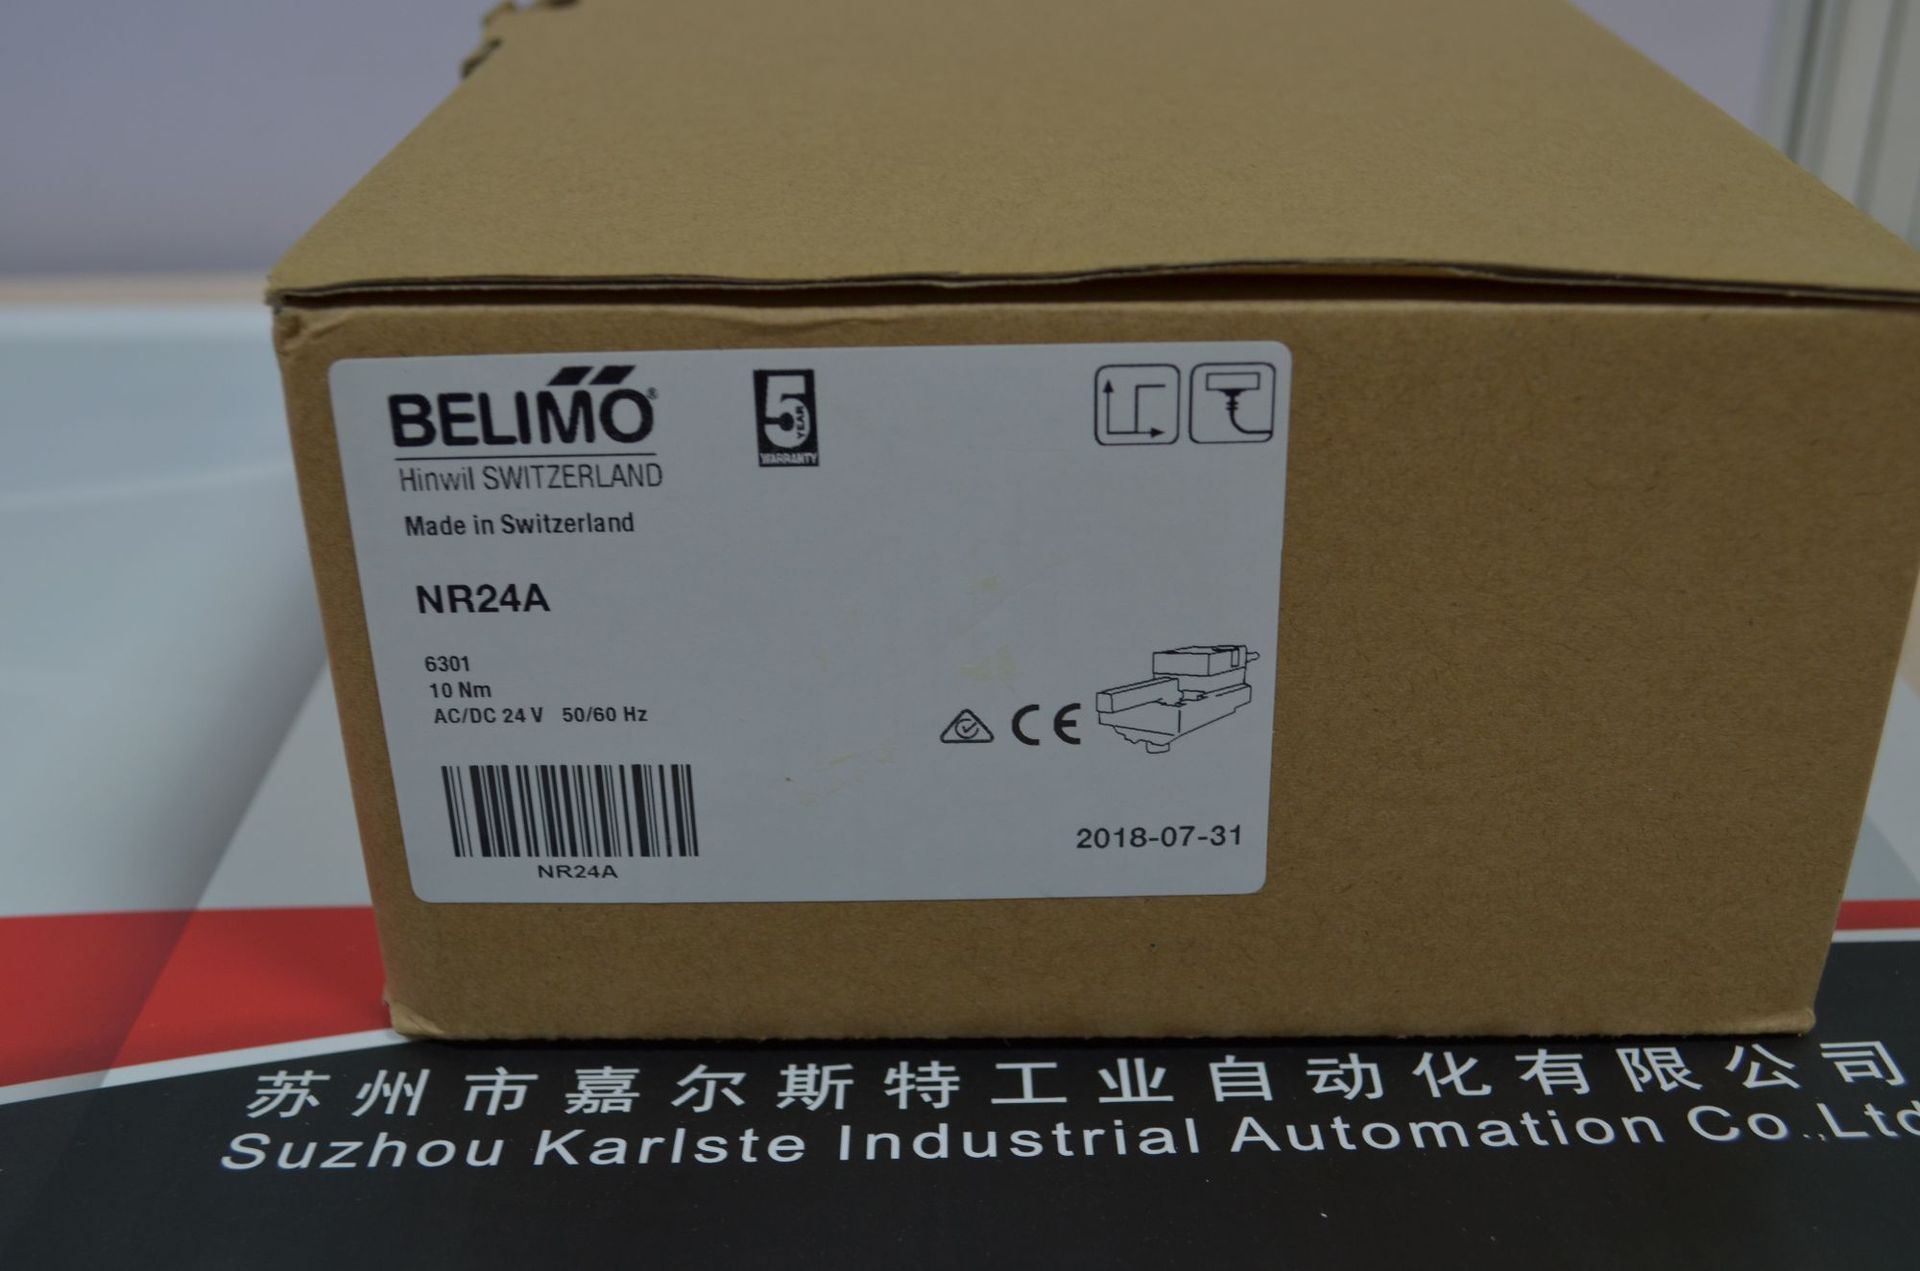 BELIMO®
5 YEAR WARRANTY
Hinwil SWITZERLAND
Made in Switzerland
NR24A
6301
10 Nm
AC/DC 24 V 50/60 Hz
CE
NR24A
2018-07-31
苏州市嘉尔斯特工业自动化有限公司
Suzhou Karlste Industrial Automation Co.,Ltd